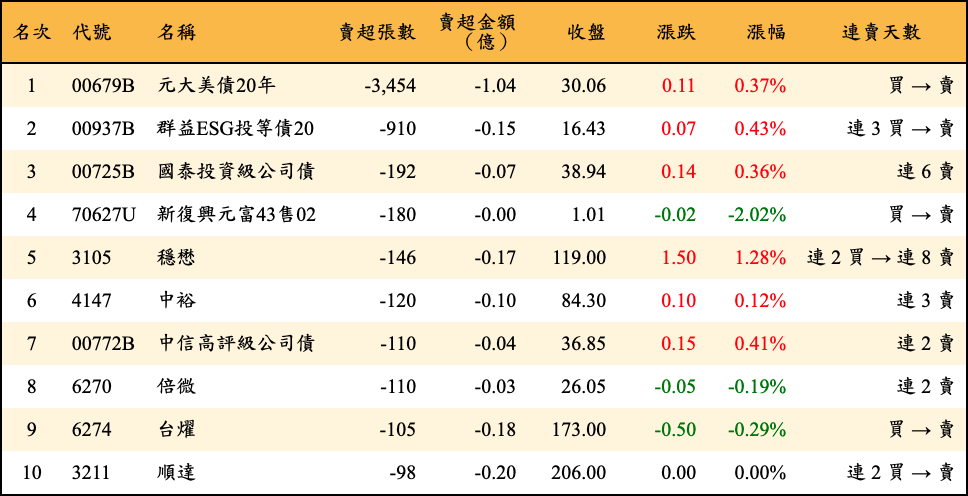 名次 代號 名稱 賣超張數 賣超金額（億） 收盤 漲跌 漲幅 連賣天數
1 00679B 元大美債20年 -3,454 -1.04 30.06 0.11 0.37% 買 → 賣
2 00937B 群益ESG投等債20 -910 -0.15 16.43 0.07 0.43% 連 3 買 → 賣
3 00725B 國泰投資級公司債 -192 -0.07 38.94 0.14 0.36% 連 6 賣
4 70627U 新復興元富43售02 -180 -0.00 1.01 -0.02 -2.02% 買 → 賣
5 3105 穩懋 -146 -0.17 119.00 1.50 1.28% 連 2 買 → 連 8 賣
6 4147 中裕 -120 -0.10 84.30 0.10 0.12% 連 3 賣
7 00772B 中信高評級公司債 -110 -0.04 36.85 0.15 0.41% 連 2 賣
8 6270 倍微 -110 -0.03 26.05 -0.05 -0.19% 連 2 賣
9 6274 台燿 -105 -0.18 173.00 -0.50 -0.29% 買 → 賣
10 3211 順達 -98 -0.20 206.00 0.00 0.00% 連 2 買 → 賣